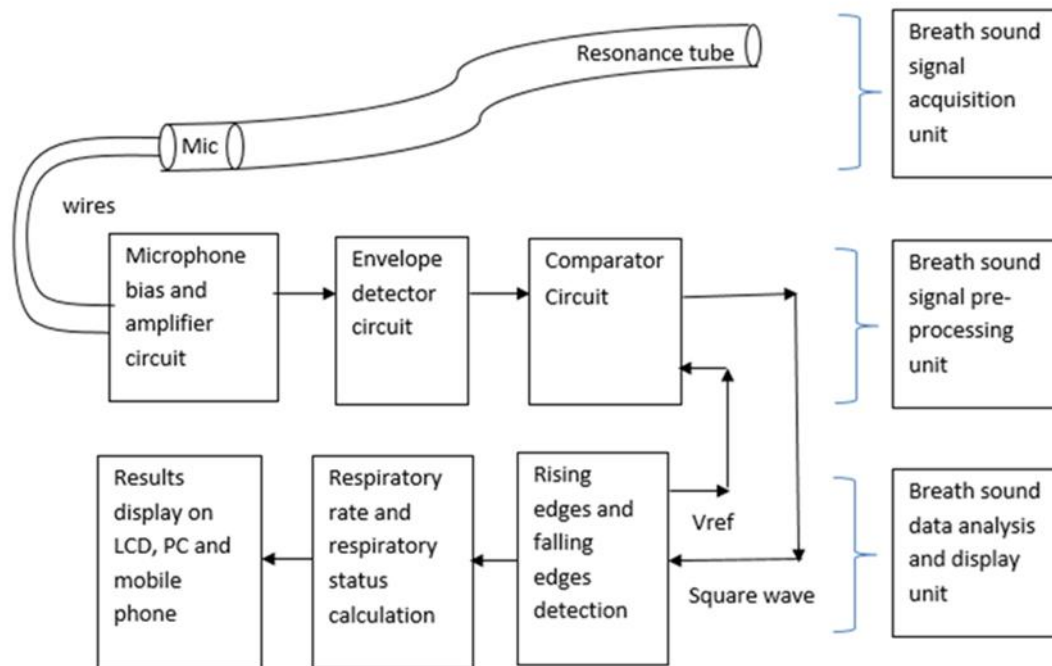 Resonance tube
Mic
wires
Breath sound
signal
acquisition
unit
Microphone
bias and
amplifier
circuit
Envelope
detector
circuit
Comparator
Circuit
Breath sound
signal pre-
processing
unit
Results
display on
LCD, PC and
mobile
phone
Respiratory
rate and
respiratory
status
calculation
Rising
edges and
falling
edges
detection
Vref
Square wave
Breath sound
data analysis
and display
unit